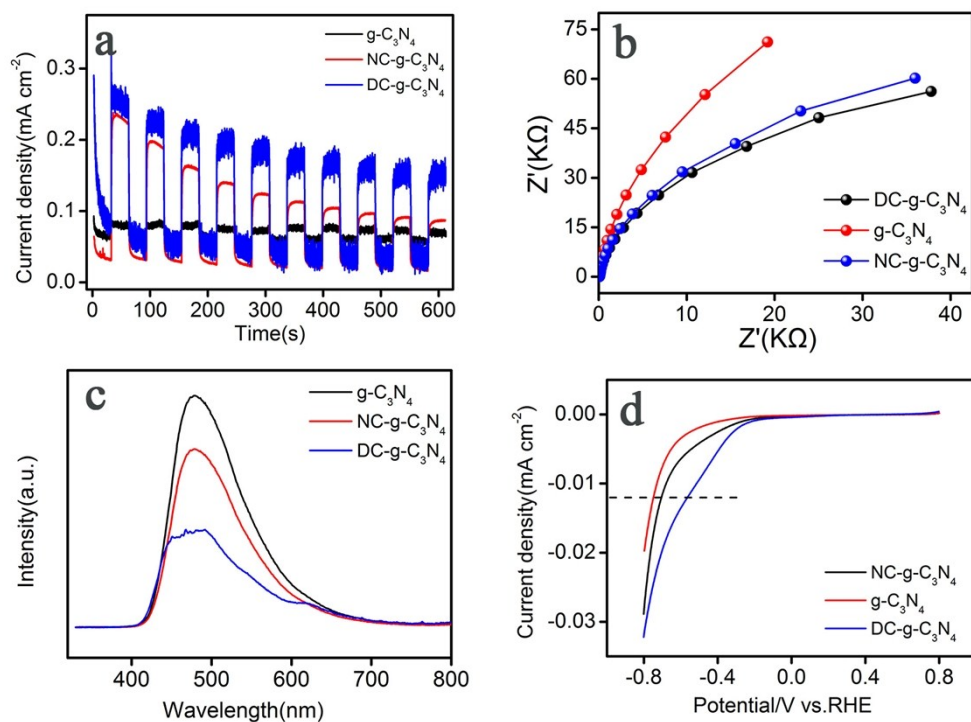 a
g-C₃N₄
NC-g-C₃N₄
DC-g-C₃N₄
0.3
0.2
0.1
0.0
Current density(mA cm⁻²)
0 100 200 300 400 500 600
Time(s)
b
75
60
45
30
15
0
Z'(KΩ)
DC-g-C₃N₄
g-C₃N₄
NC-g-C₃N₄
0 10 20 30 40
Z'(KΩ)
c
g-C₃N₄
NC-g-C₃N₄
DC-g-C₃N₄
Intensity(a.u.)
400 500 600 700 800
Wavelength(nm)
d
0.00
-0.01
-0.02
-0.03
Current density(mA cm⁻²)
NC-g-C₃N₄
g-C₃N₄
DC-g-C₃N₄
-0.8 -0.4 0.0 0.4 0.8
Potential/V vs.RHE